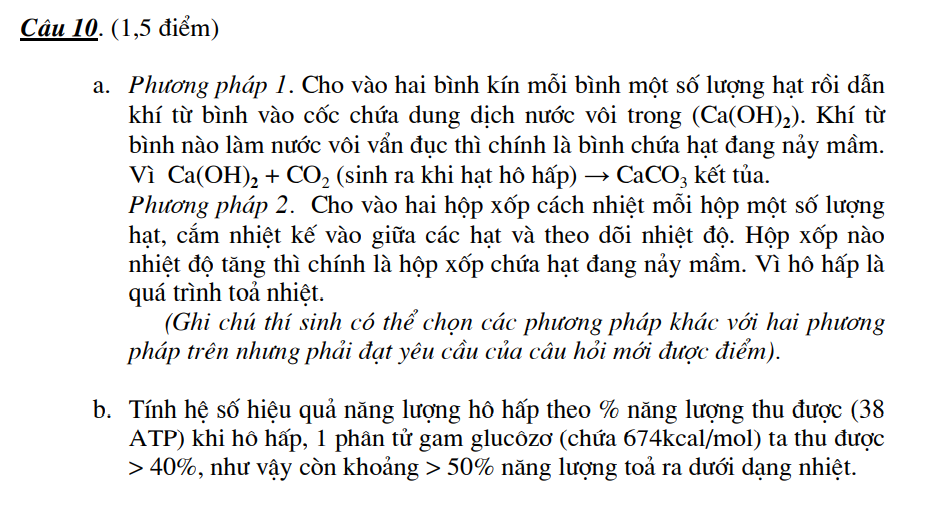 Câu 10. (1,5 điểm)
a. Phương pháp 1. Cho vào hai bình kín mỗi bình một số lượng hạt rồi dẫn
khí từ bình vào cốc chứa dung dịch nước vôi trong (Ca(OH)₂). Khí từ
bình nào làm nước vôi vẩn đục thì chính là bình chứa hạt đang nảy mầm.
Vì Ca(OH)₂ + CO₂ (sinh ra khi hạt hô hấp) → CaCO₃ kết tủa.
Phương pháp 2. Cho vào hai hộp xốp cách nhiệt mỗi hộp một số lượng
hạt, cắm nhiệt kế vào giữa các hạt và theo dõi nhiệt độ. Hộp xốp nào
nhiệt độ tăng thì chính là hộp xốp chứa hạt đang nảy mầm. Vì hô hấp là
quá trình toả nhiệt.
(Ghi chú thí sinh có thể chọn các phương pháp khác với hai phương
pháp trên nhưng phải đạt yêu cầu của câu hỏi mới được điểm).
b. Tính hệ số hiệu quả năng lượng hô hấp theo % năng lượng thu được (38
ATP) khi hô hấp, 1 phân tử gam glucôzơ (chứa 674kcal/mol) ta thu được
> 40%, như vậy còn khoảng > 50% năng lượng toả ra dưới dạng nhiệt.